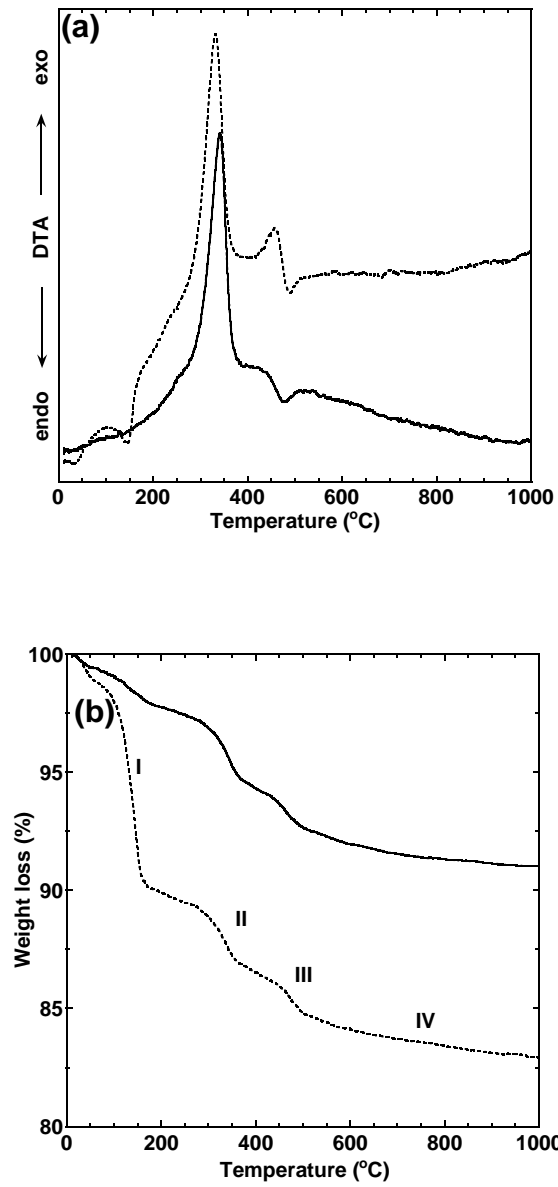 (a)
exo
DTA
endo
0 200 400 600 800 1000
Temperature (°C)
100
95
90
85
80
(b)
I
II
III
IV
Weight loss (%)
0 200 400 600 800 1000
Temperature (°C)